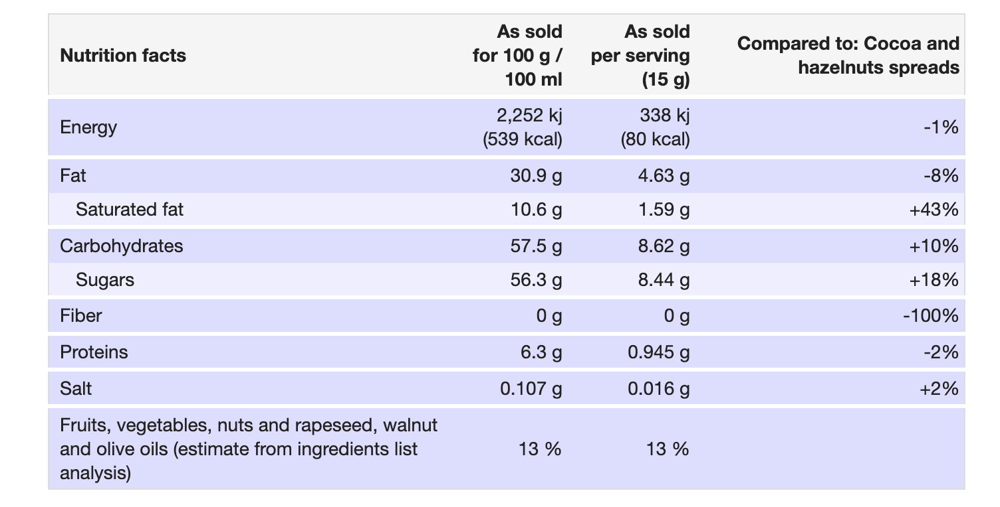 Nutrition facts
As sold
for 100 g /
100 ml
As sold
per serving
(15 g)
Compared to: Cocoa and
hazelnuts spreads
Energy
2,252 kj
(539 kcal)
338 kj
(80 kcal)
-1%
Fat 30.9 g 4.63 g -8%
Saturated fat 10.6 g 1.59 g +43%
Carbohydrates 57.5 g 8.62 g +10%
Sugars 56.3 g 8.44 g +18%
Fiber 0 g 0 g -100%
Proteins 6.3 g 0.945 g -2%
Salt 0.107 g 0.016 g +2%
Fruits, vegetables, nuts and rapeseed, walnut
and olive oils (estimate from ingredients list
analysis)
13 % 13 %